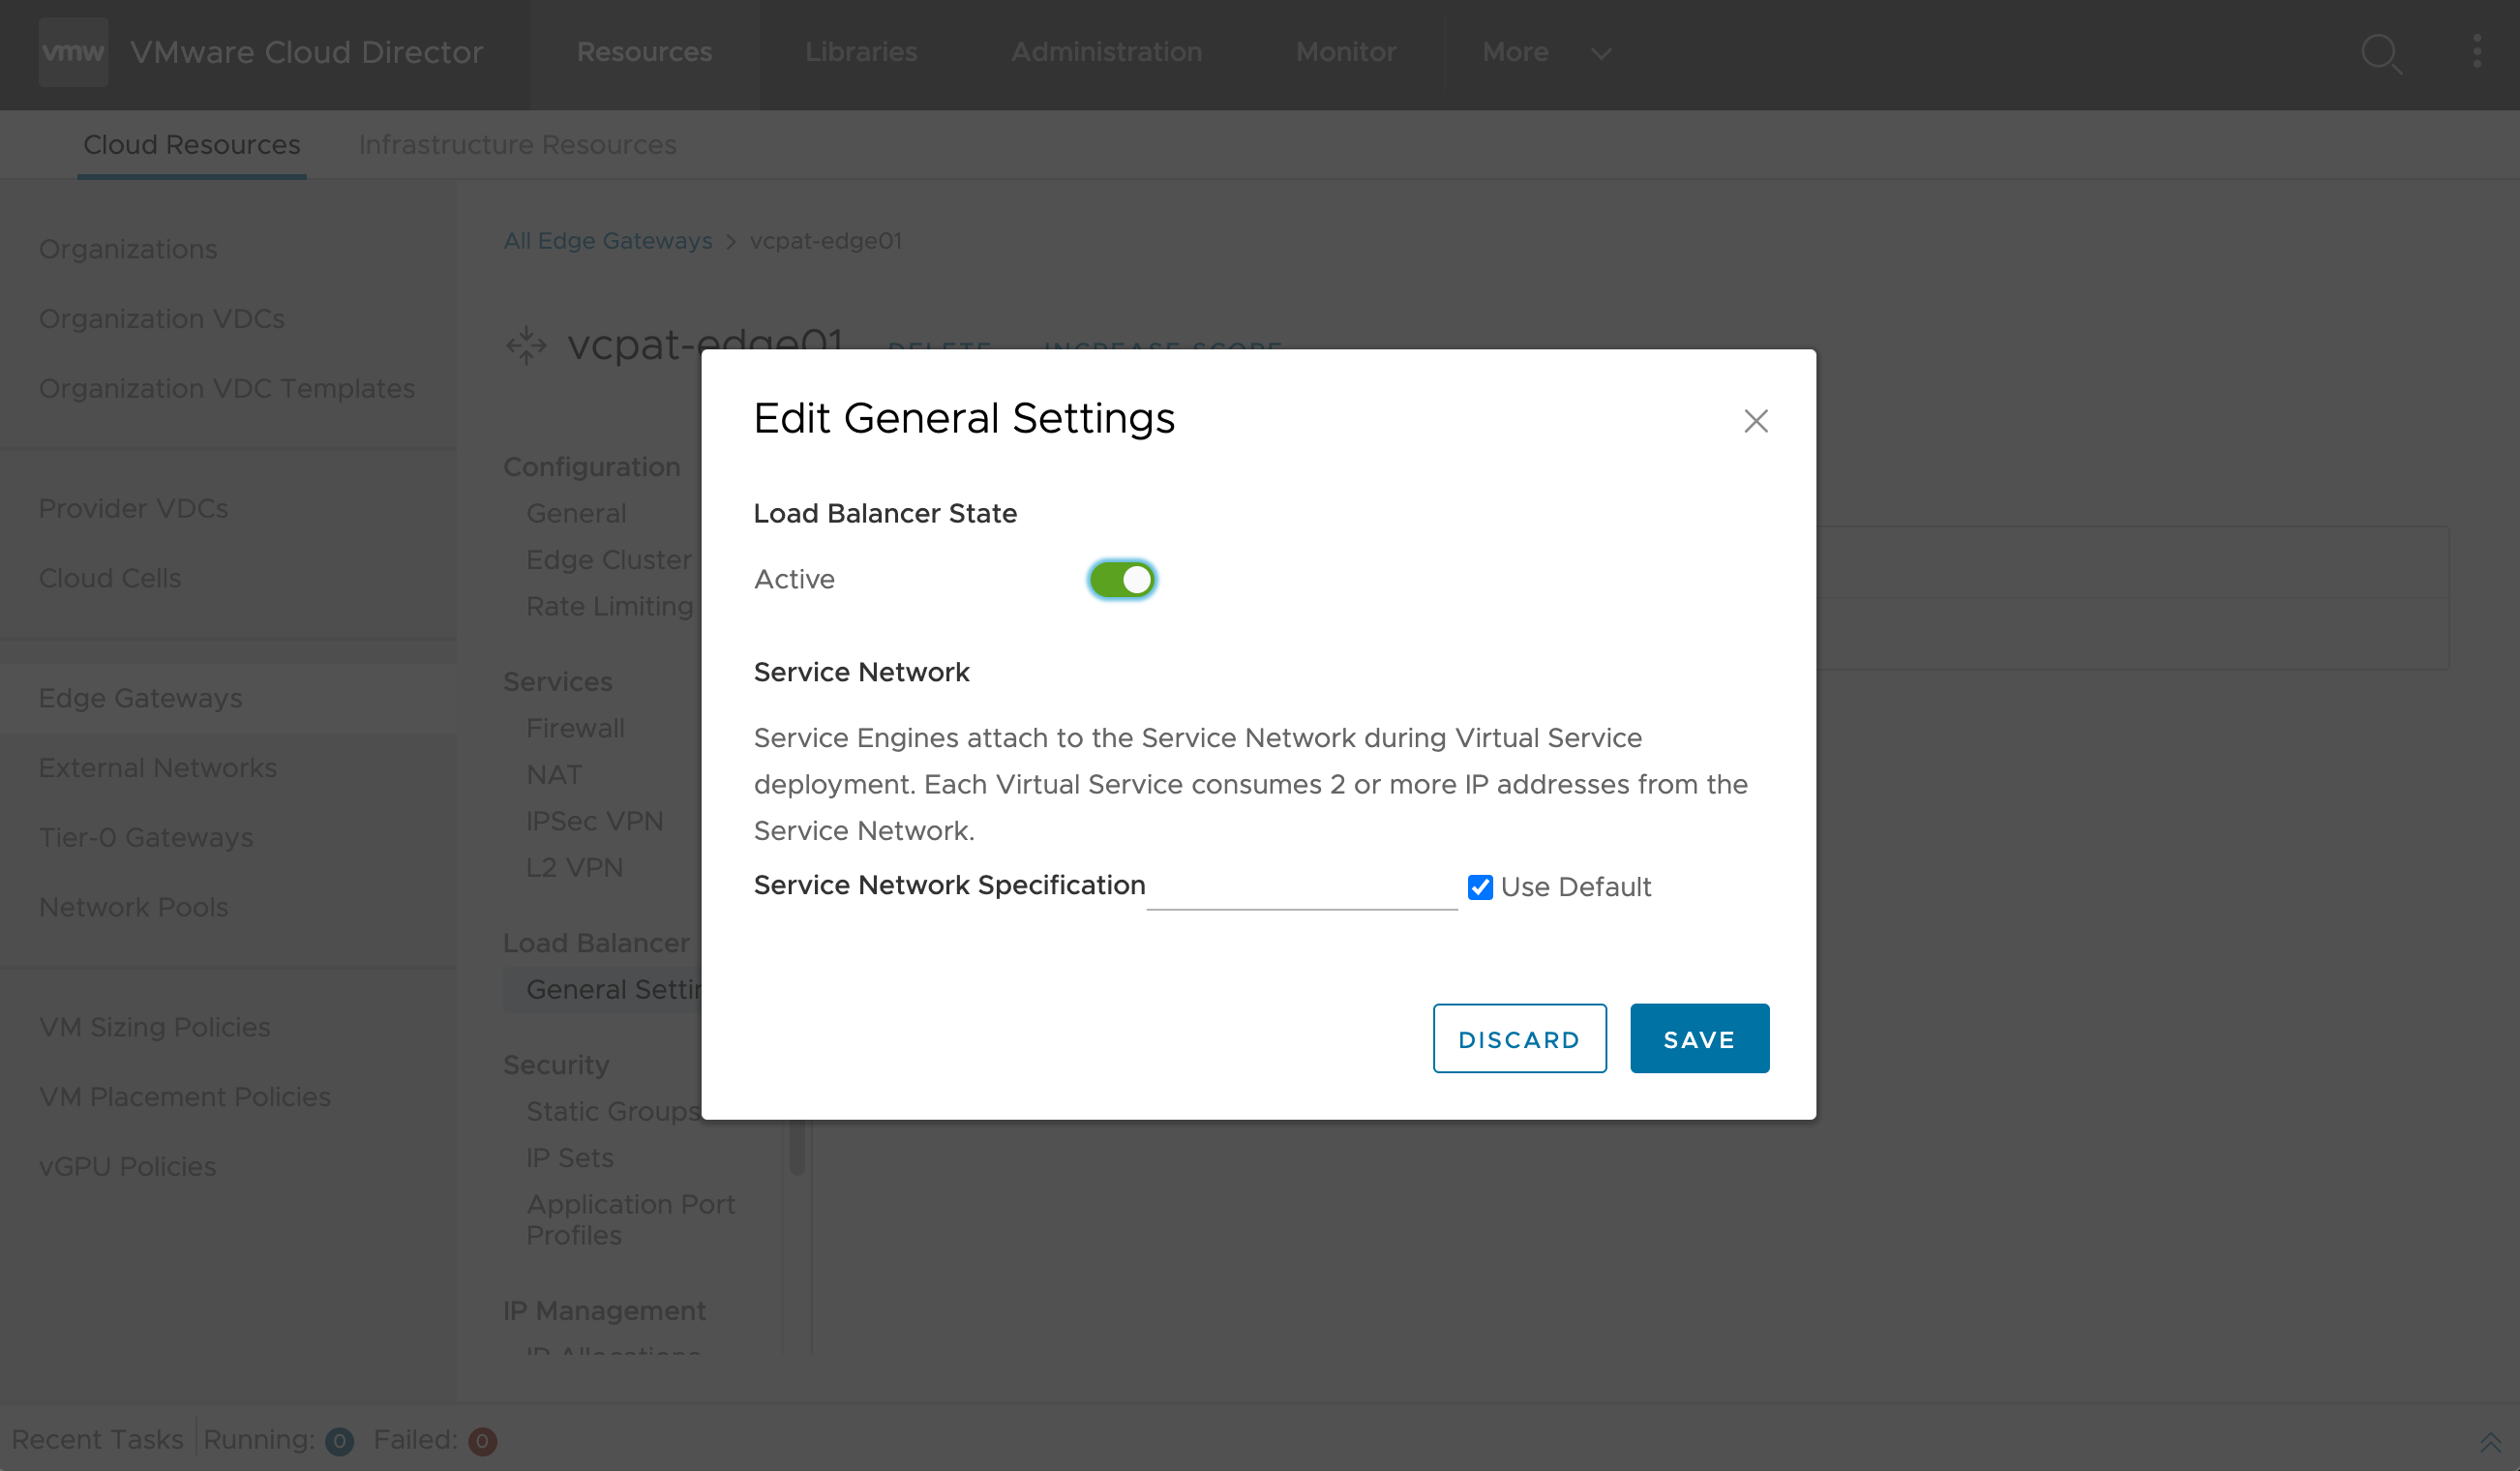 vmw VMware Cloud Director Resources Libraries Administration Monitor More
Cloud Resources Infrastructure Resources
Organizations
Organization VDCs
Organization VDC Templates
Provider VDCs
Cloud Cells
Edge Gateways
External Networks
Tier-0 Gateways
Network Pools
VM Sizing Policies
VM Placement Policies
vGPU Policies
All Edge Gateways > vcpat-edge01
vcpat-edge01 DELETE INCREASE SCOPE
Configuration
General
Edge Cluster
Rate Limiting
Services
Firewall
NAT
IPSec VPN
L2 VPN
Load Balancer
General Settin
Security
Static Groups
IP Sets
Application Port
Profiles
IP Management
IP Allocations
Edit General Settings
Load Balancer State
Active
Service Network
Service Engines attach to the Service Network during Virtual Service
deployment. Each Virtual Service consumes 2 or more IP addresses from the
Service Network.
Service Network Specification Use Default
DISCARD SAVE
Recent Tasks Running: 0 Failed: 0